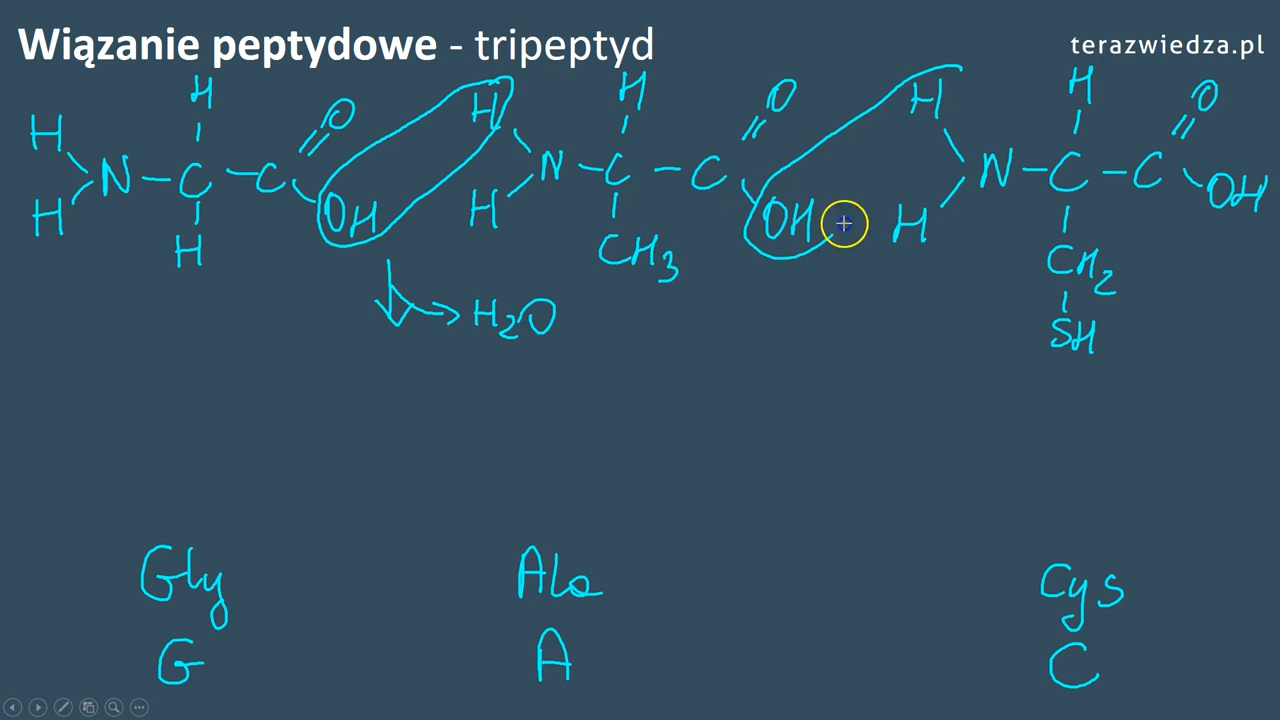 Wiązanie peptydowe - tripeptyd
terazwiedza.pl
H H O H H O H H O
H N - C - C OH H N - C - C OH H N - C - C OH
H CH3 CH2
SH
H2O
Gly Ala Cys
G A C